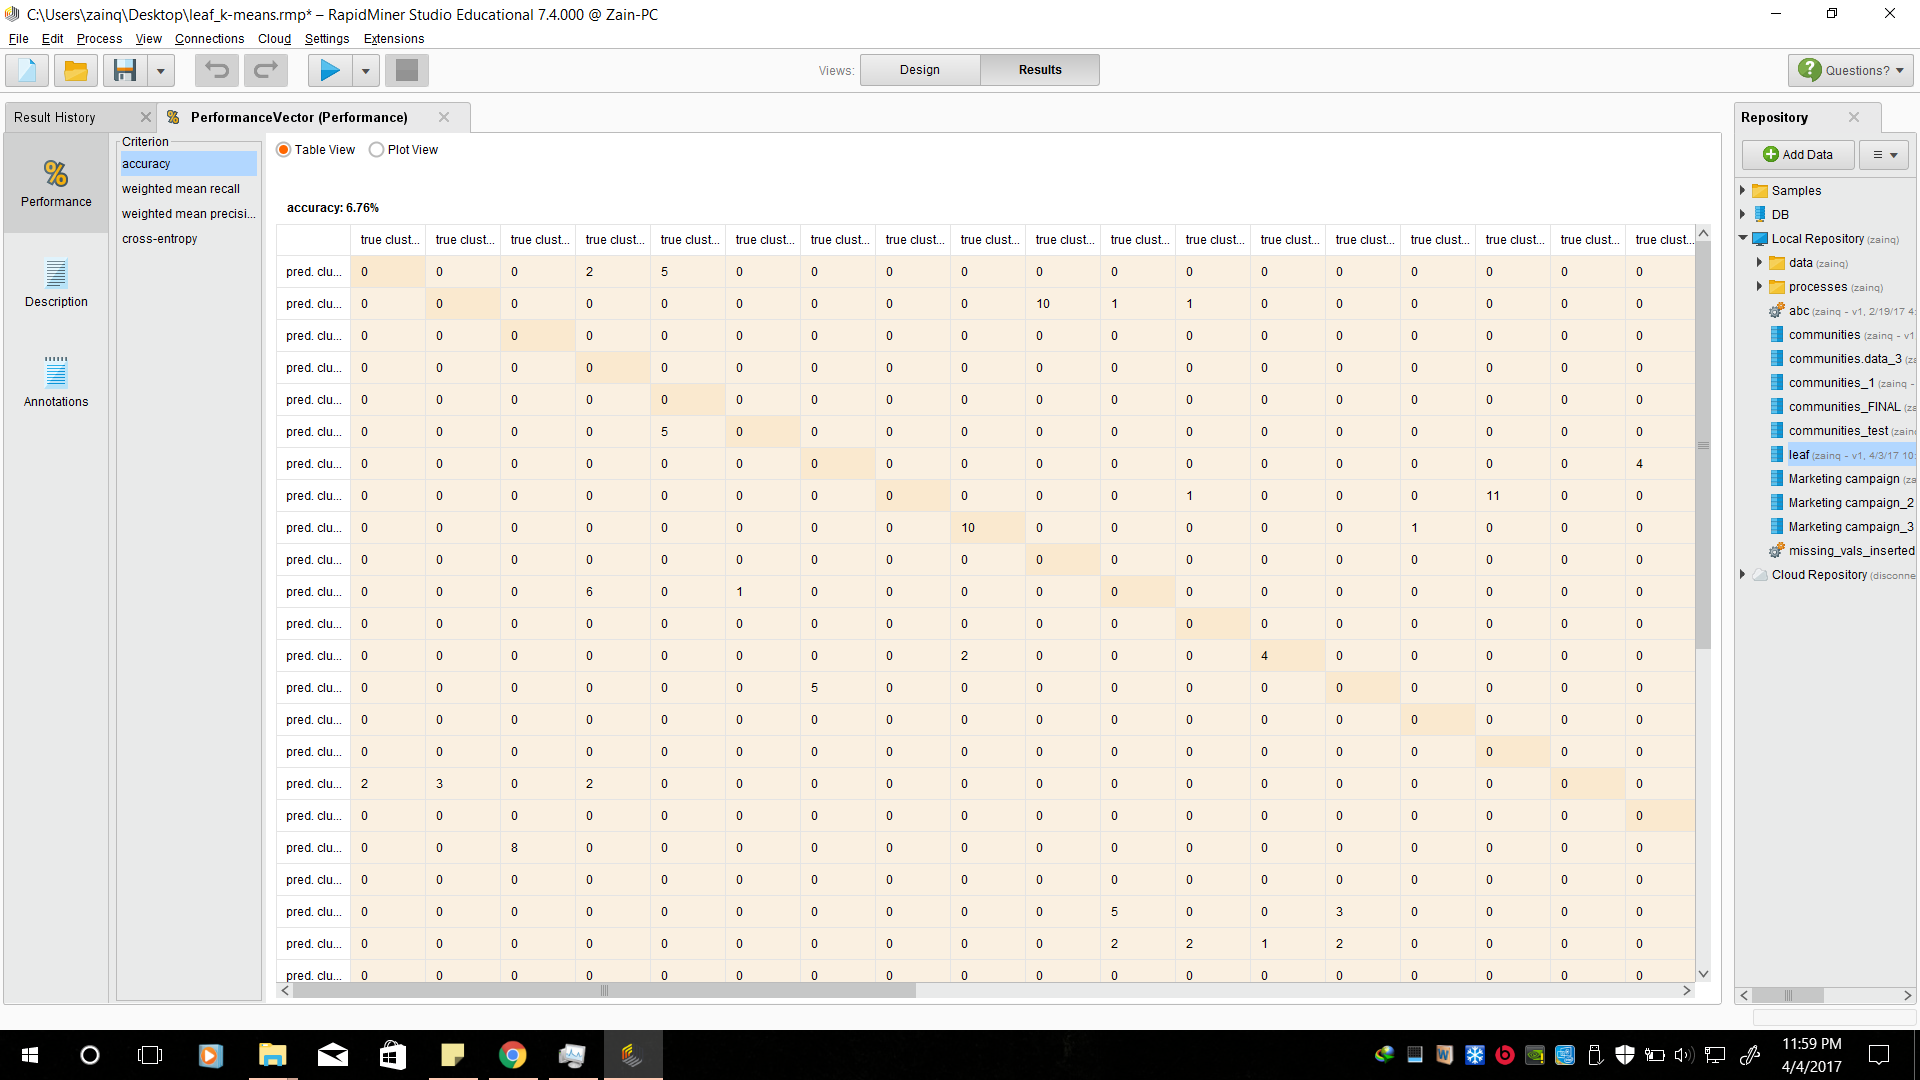 C:\Users\zainq\Desktop\leaf_k-means.rmp* – RapidMiner Studio Educational 7.4.000 @ Zain-PC
File Edit Process View Connections Cloud Settings Extensions
Views: Design Results Questions?
Result History PerformanceVector (Performance)
Performance
Description
Annotations
Criterion
accuracy
weighted mean recall
weighted mean precisi...
cross-entropy
Table View Plot View
accuracy: 6.76%
true clust... true clust... true clust... true clust... true clust... true clust... true clust... true clust... true clust... true clust... true clust... true clust... true clust... true clust... true clust... true clust... true clust... true clust...
pred. clu... 0 0 0 2 5 0 0 0 0 0 0 0 0 0 0 0 0 0
pred. clu... 0 0 0 0 0 0 0 0 0 10 1 1 0 0 0 0 0 0
pred. clu... 0 0 0 0 0 0 0 0 0 0 0 0 0 0 0 0 0 0
pred. clu... 0 0 0 0 0 0 0 0 0 0 0 0 0 0 0 0 0 0
pred. clu... 0 0 0 0 0 0 0 0 0 0 0 0 0 0 0 0 0 0
pred. clu... 0 0 0 0 5 0 0 0 0 0 0 0 0 0 0 0 0 0
pred. clu... 0 0 0 0 0 0 0 0 0 0 0 0 0 0 0 0 0 4
pred. clu... 0 0 0 0 0 0 0 0 0 0 0 1 0 0 0 11 0 0
pred. clu... 0 0 0 0 0 0 0 0 10 0 0 0 0 0 1 0 0 0
pred. clu... 0 0 0 0 0 0 0 0 0 0 0 0 0 0 0 0 0 0
pred. clu... 0 0 0 6 0 1 0 0 0 0 0 0 0 0 0 0 0 0
pred. clu... 0 0 0 0 0 0 0 0 0 0 0 0 0 0 0 0 0 0
pred. clu... 0 0 0 0 0 0 0 0 2 0 0 0 4 0 0 0 0 0
pred. clu... 0 0 0 0 0 0 5 0 0 0 0 0 0 0 0 0 0 0
pred. clu... 0 0 0 0 0 0 0 0 0 0 0 0 0 0 0 0 0 0
pred. clu... 0 0 0 0 0 0 0 0 0 0 0 0 0 0 0 0 0 0
pred. clu... 2 3 0 2 0 0 0 0 0 0 0 0 0 0 0 0 0 0
pred. clu... 0 0 0 0 0 0 0 0 0 0 0 0 0 0 0 0 0 0
pred. clu... 0 0 8 0 0 0 0 0 0 0 0 0 0 0 0 0 0 0
pred. clu... 0 0 0 0 0 0 0 0 0 0 0 0 0 0 0 0 0 0
pred. clu... 0 0 0 0 0 0 0 0 0 0 5 0 0 3 0 0 0 0
pred. clu... 0 0 0 0 0 0 0 0 0 0 2 2 1 2 0 0 0 0
pred. clu... 0 0 0 0 0 0 0 0 0 0 0 0 0 0 0 0 0 0
Repository
Add Data
Samples
DB
Local Repository (zainq)
data (zainq)
processes (zainq)
abc (zainq - v1, 2/19/17 4:
communities (zainq - v1
communities.data_3 (za
communities_1 (zainq -
communities_FINAL (za
communities_test (zainq
leaf (zainq - v1, 4/3/17 10:
Marketing campaign (za
Marketing campaign_2
Marketing campaign_3
missing_vals_inserted
Cloud Repository (disconne
11:59 PM
4/4/2017